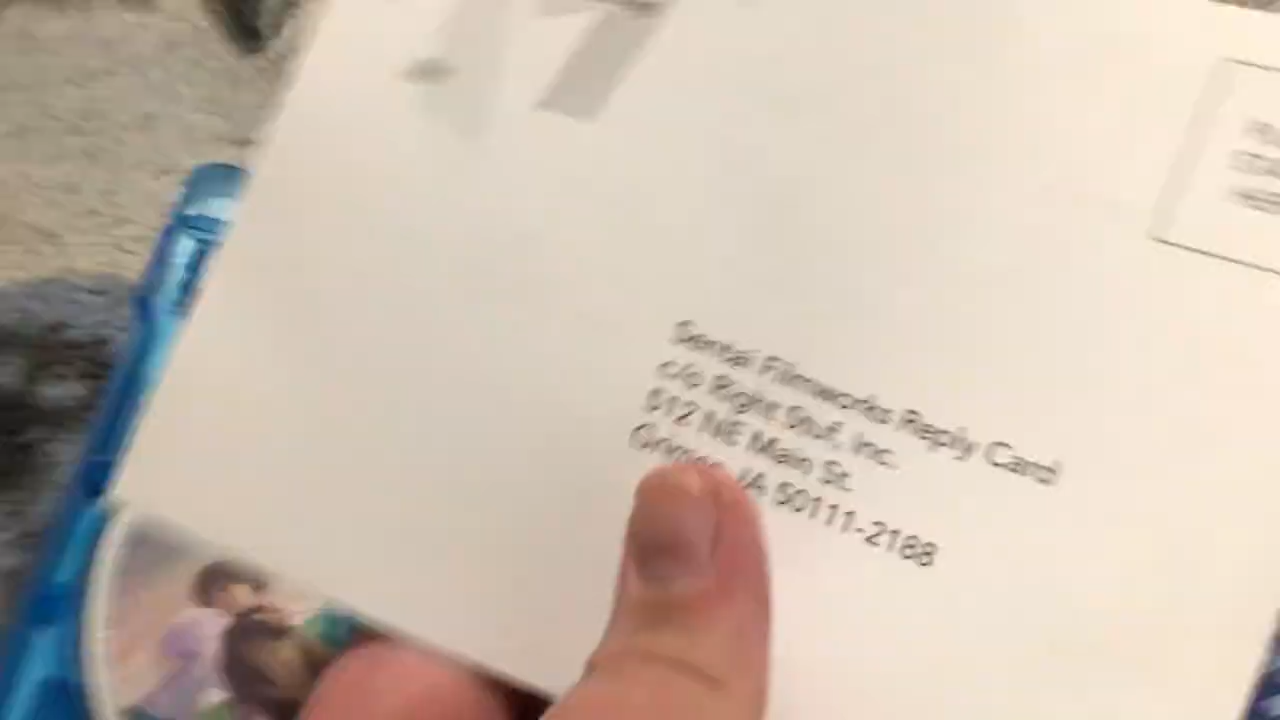 Sentai Filmworks Reply Card
c/o Right Stuf, Inc.
512 NE Main St.
IA 50111-2188